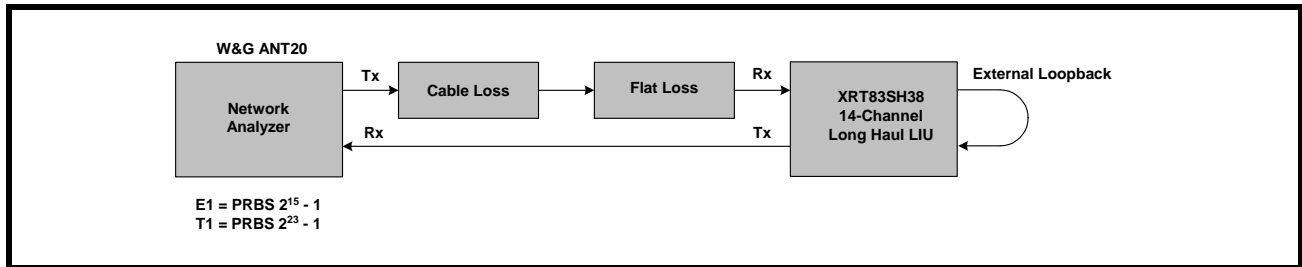 W&G ANT20
Network
Analyzer
Tx
Cable Loss
Flat Loss
Rx
XRT83SH38
14-Channel
Long Haul LIU
External Loopback
Rx
Tx
E1 = PRBS 2¹⁵ - 1
T1 = PRBS 2²³ - 1